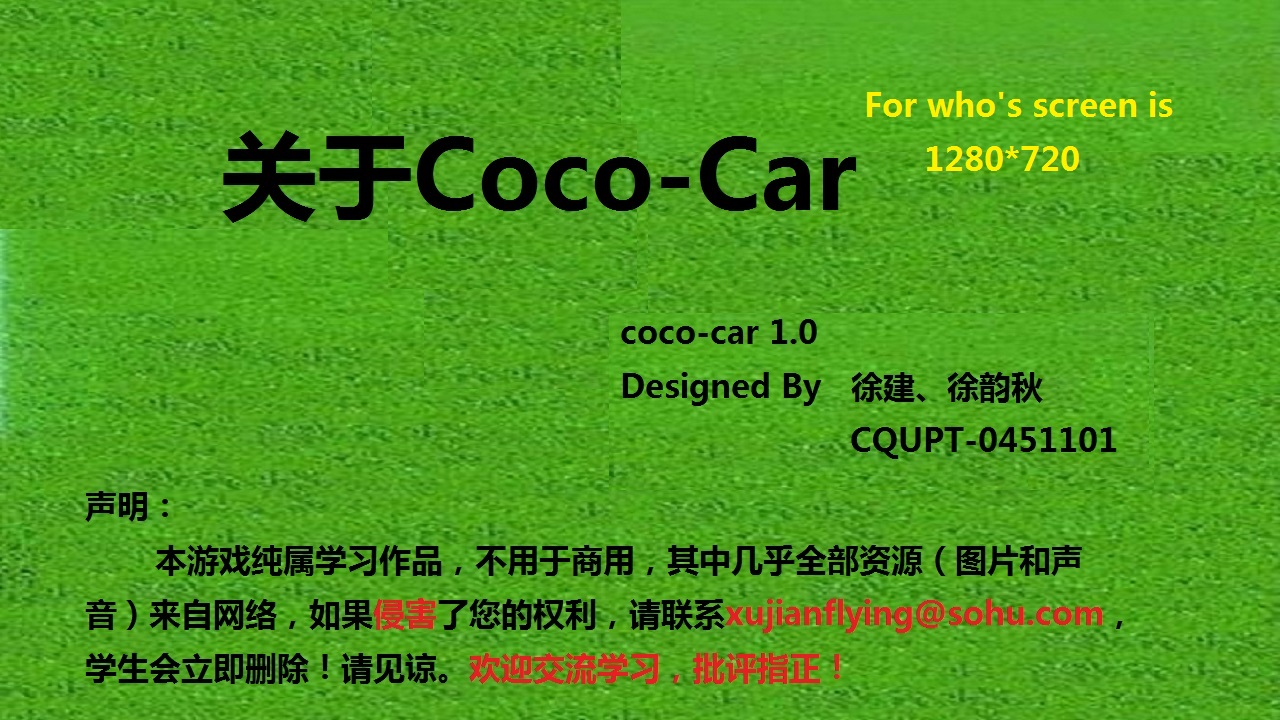 For who's screen is
1280*720
关于Coco-Car
coco-car 1.0
Designed By 徐建、徐韵秋
CQUPT-0451101
声明：
本游戏纯属学习作品，不用于商用，其中几乎全部资源（图片和声
音）来自网络，如果侵害了您的权利，请联系xujianflying@sohu.com，
学生会立即删除！请见谅。欢迎交流学习，批评指正！